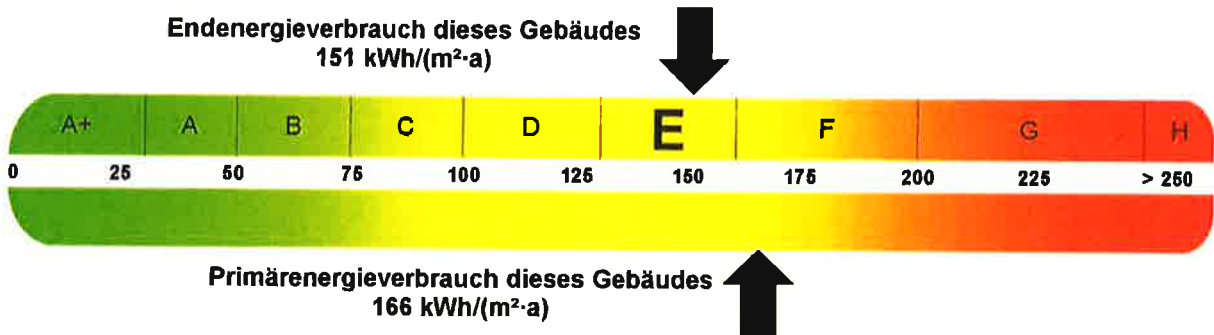 Endenergieverbrauch dieses Gebäudes
151 kWh/(m²·a)
A+ A B C D E F G H
0 25 50 75 100 125 150 175 200 225 > 250
Primärenergieverbrauch dieses Gebäudes
166 kWh/(m²·a)